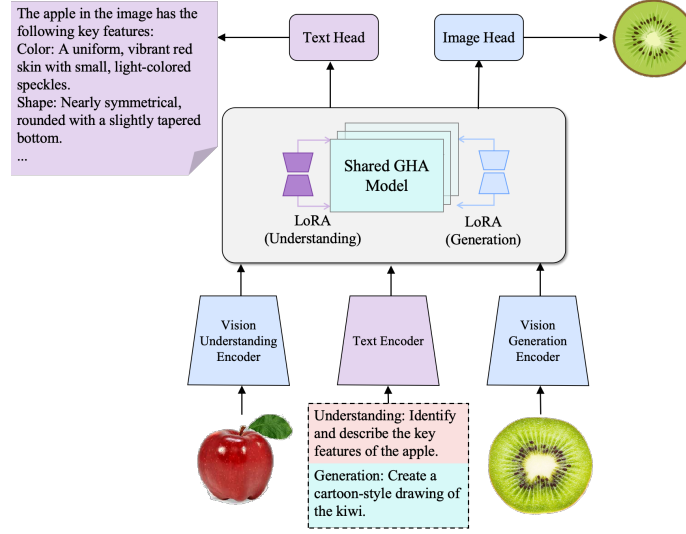 The apple in the image has the
following key features:
Color: A uniform, vibrant red
skin with small, light-colored
speckles.
Shape: Nearly symmetrical,
rounded with a slightly tapered
bottom.
...
Text Head
Image Head
Shared GHA
Model
LoRA
(Understanding)
LoRA
(Generation)
Vision
Understanding
Encoder
Text Encoder
Vision
Generation
Encoder
Understanding: Identify
and describe the key
features of the apple.
Generation: Create a
cartoon-style drawing of
the kiwi.